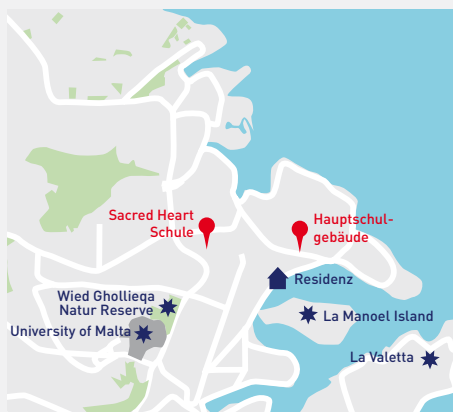 Sacred Heart
Schule
Hauptschul-
gebäude
Residenz
Wied Ghollieqa
Natur Reserve
University of Malta
La Manoel Island
La Valetta